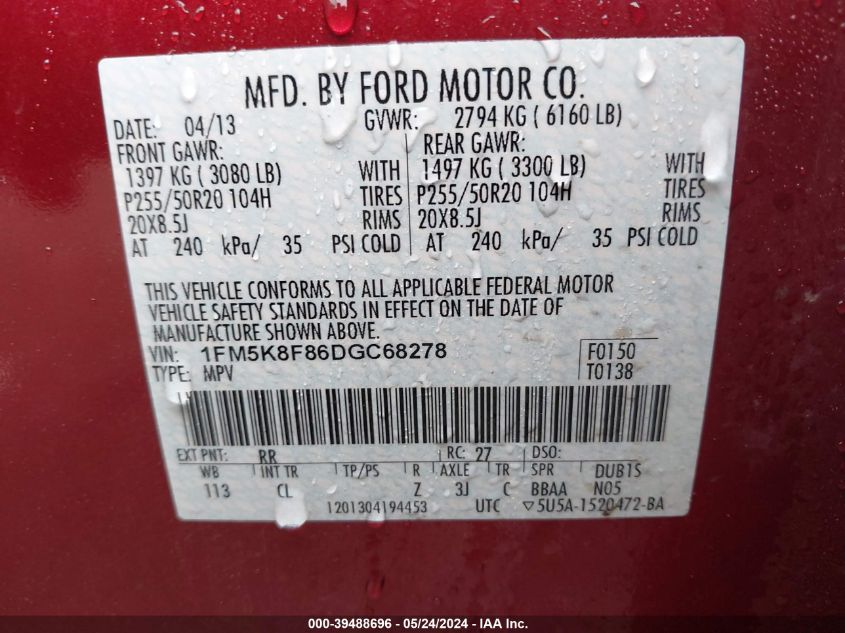 MFD. BY FORD MOTOR CO.
DATE: 04/13 GVWR: 2794 KG ( 6160 LB)
FRONT GAWR: REAR GAWR:
1397 KG ( 3080 LB) WITH 1497 KG ( 3300 LB) WITH
P255/50R20 104H TIRES P255/50R20 104H TIRES
20X8.5J RIMS 20X8.5J RIMS
AT 240 kPa/ 35 PSI COLD AT 240 kPa/ 35 PSI COLD
THIS VEHICLE CONFORMS TO ALL APPLICABLE FEDERAL MOTOR
VEHICLE SAFETY STANDARDS IN EFFECT ON THE DATE OF
MANUFACTURE SHOWN ABOVE.
VIN: 1FM5K8F86DGC68278 F0150
TYPE: MPV T0138
EXT PNT: RR RC: 27 DSO:
WB INT TR TP/PS R AXLE TR SPR DUB1S
113 CL Z 3J C BBAA N05
1201304194453 UTC ▽5U5A-1520472-BA
000-39488696 - 05/24/2024 - IAA Inc.